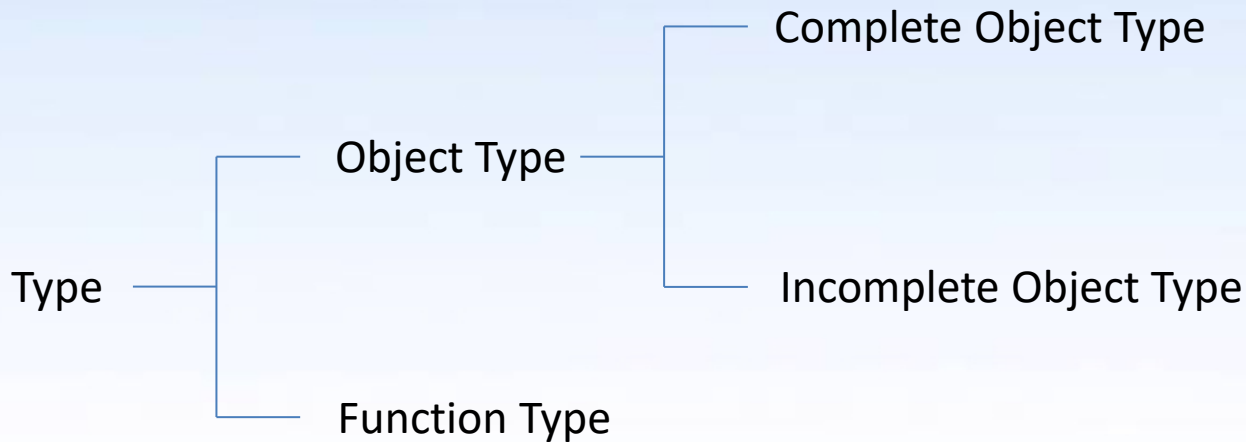 Complete Object Type
Object Type
Type
Incomplete Object Type
Function Type